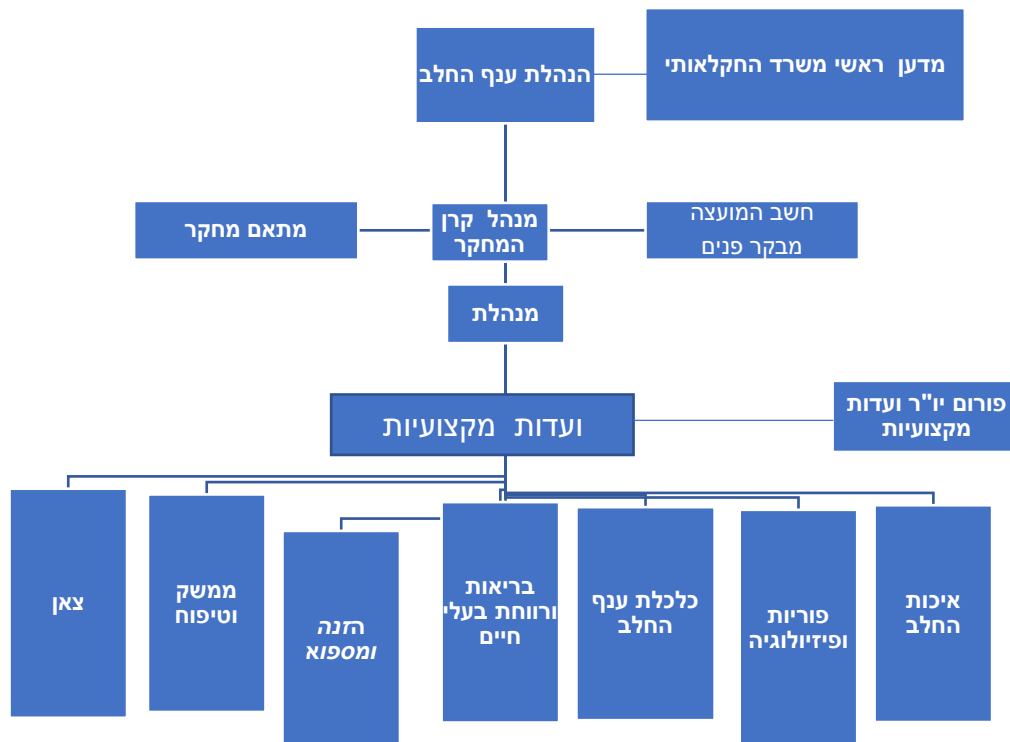 מדען ראשי משרד החקלאותי
הנהלת ענף החלב
חשב המועצה
מבקר פנים
מנהל קרן
המחקר
מתאם מחקר
מנהלת
פורום יו"ר ועדות
מקצועיות
ועדות מקצועיות
איכות
החלב
פוריות
ופיזיולוגיה
כלכלת ענף
החלב
בריאות
ורווחת בעלי
חיים
הזנה
ומספוא
ממשק
וטיפוח
צאן